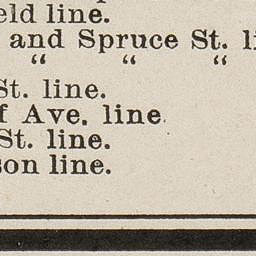 eld line.
and Spruce St. li
“ “ “
St. line.
f Ave. line
St. line.
son line.